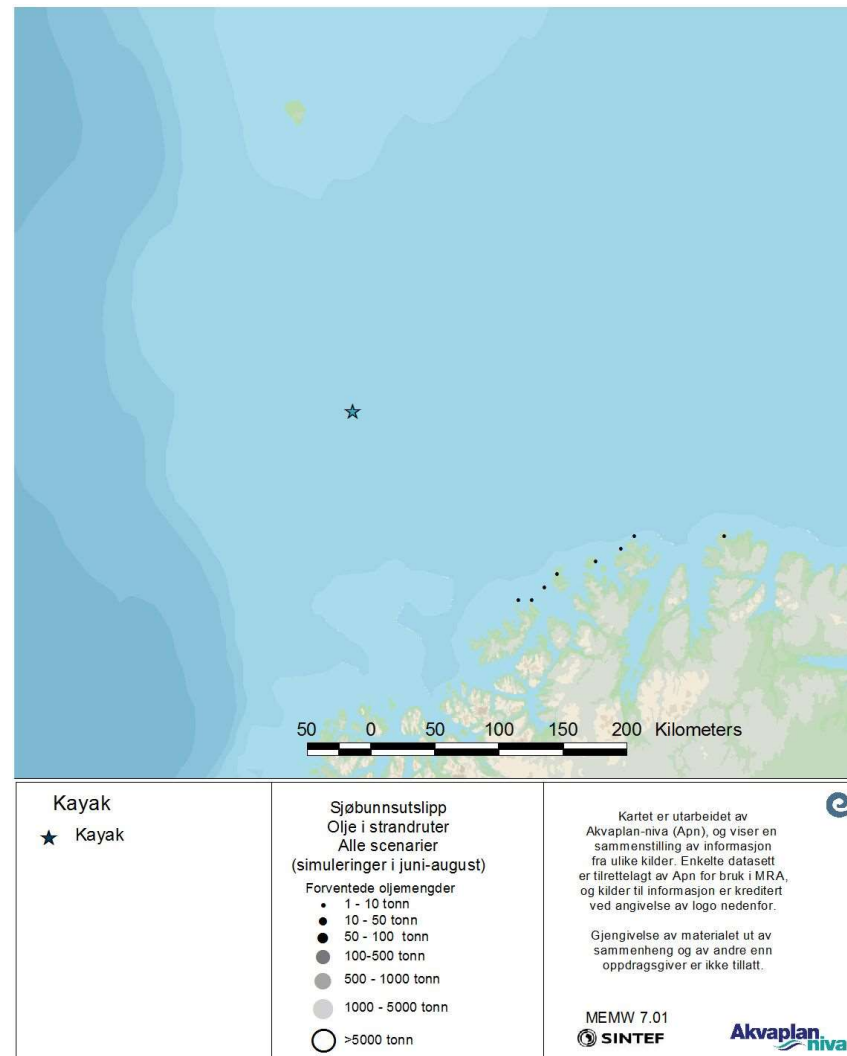 50 0 50 100 150 200 Kilometers
Kayak
Kayak
Sjøbunnsutslipp
Olje i strandruter
Alle scenarier
(simuleringer i juni-august)
Forventede oljemengder
1 - 10 tonn
10 - 50 tonn
50 - 100 tonn
100-500 tonn
500 - 1000 tonn
1000 - 5000 tonn
>5000 tonn
Kartet er utarbeidet av
Akvaplan-niva (Apn), og viser en
sammenstilling av informasjon
fra ulike kilder. Enkelte datasett
er tilrettelagt av Apn for bruk i MRA,
og kilder til informasjon er kreditert
ved angivelse av logo nedenfor.
Gjengivelse av materialet ut av
sammenheng og av andre enn
oppdragsgiver er ikke tillatt.
MEMW 7.01
SINTEF
Akvaplan
niva